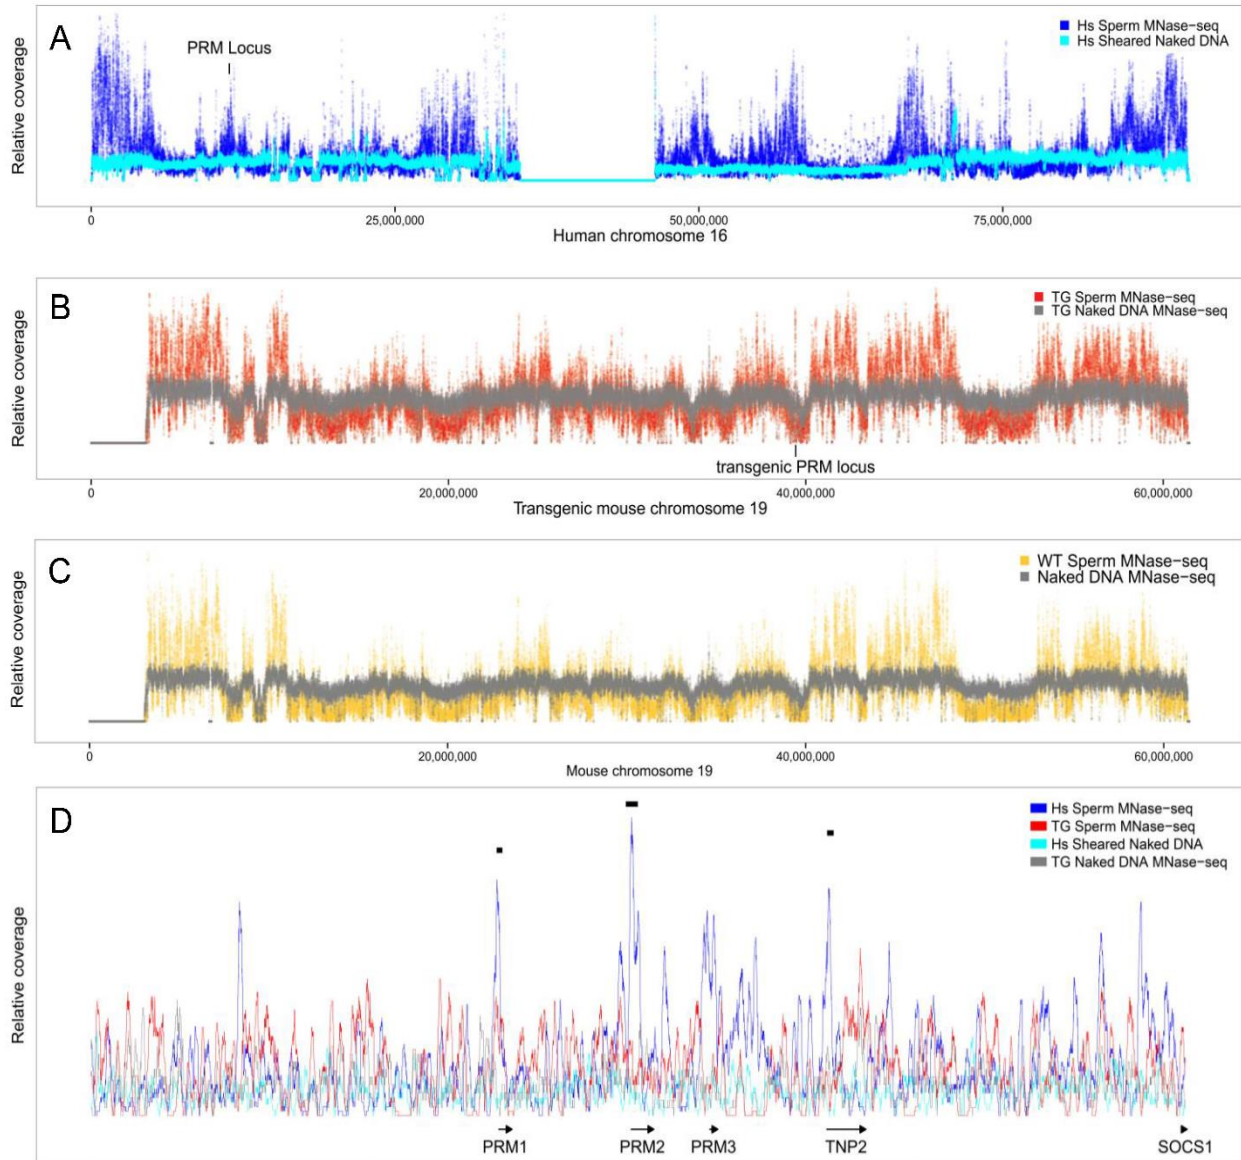 A
Relative coverage
PRM Locus
Hs Sperm MNase-seq
Hs Sheared Naked DNA
0 25,000,000 50,000,000 75,000,000
Human chromosome 16
B
Relative coverage
TG Sperm MNase-seq
TG Naked DNA MNase-seq
transgenic PRM locus
0 20,000,000 40,000,000 60,000,000
Transgenic mouse chromosome 19
C
Relative coverage
WT Sperm MNase-seq
Naked DNA MNase-seq
0 20,000,000 40,000,000 60,000,000
Mouse chromosome 19
D
Relative coverage
Hs Sperm MNase-seq
TG Sperm MNase-seq
Hs Sheared Naked DNA
TG Naked DNA MNase-seq
PRM1 PRM2 PRM3 TNP2 SOCS1